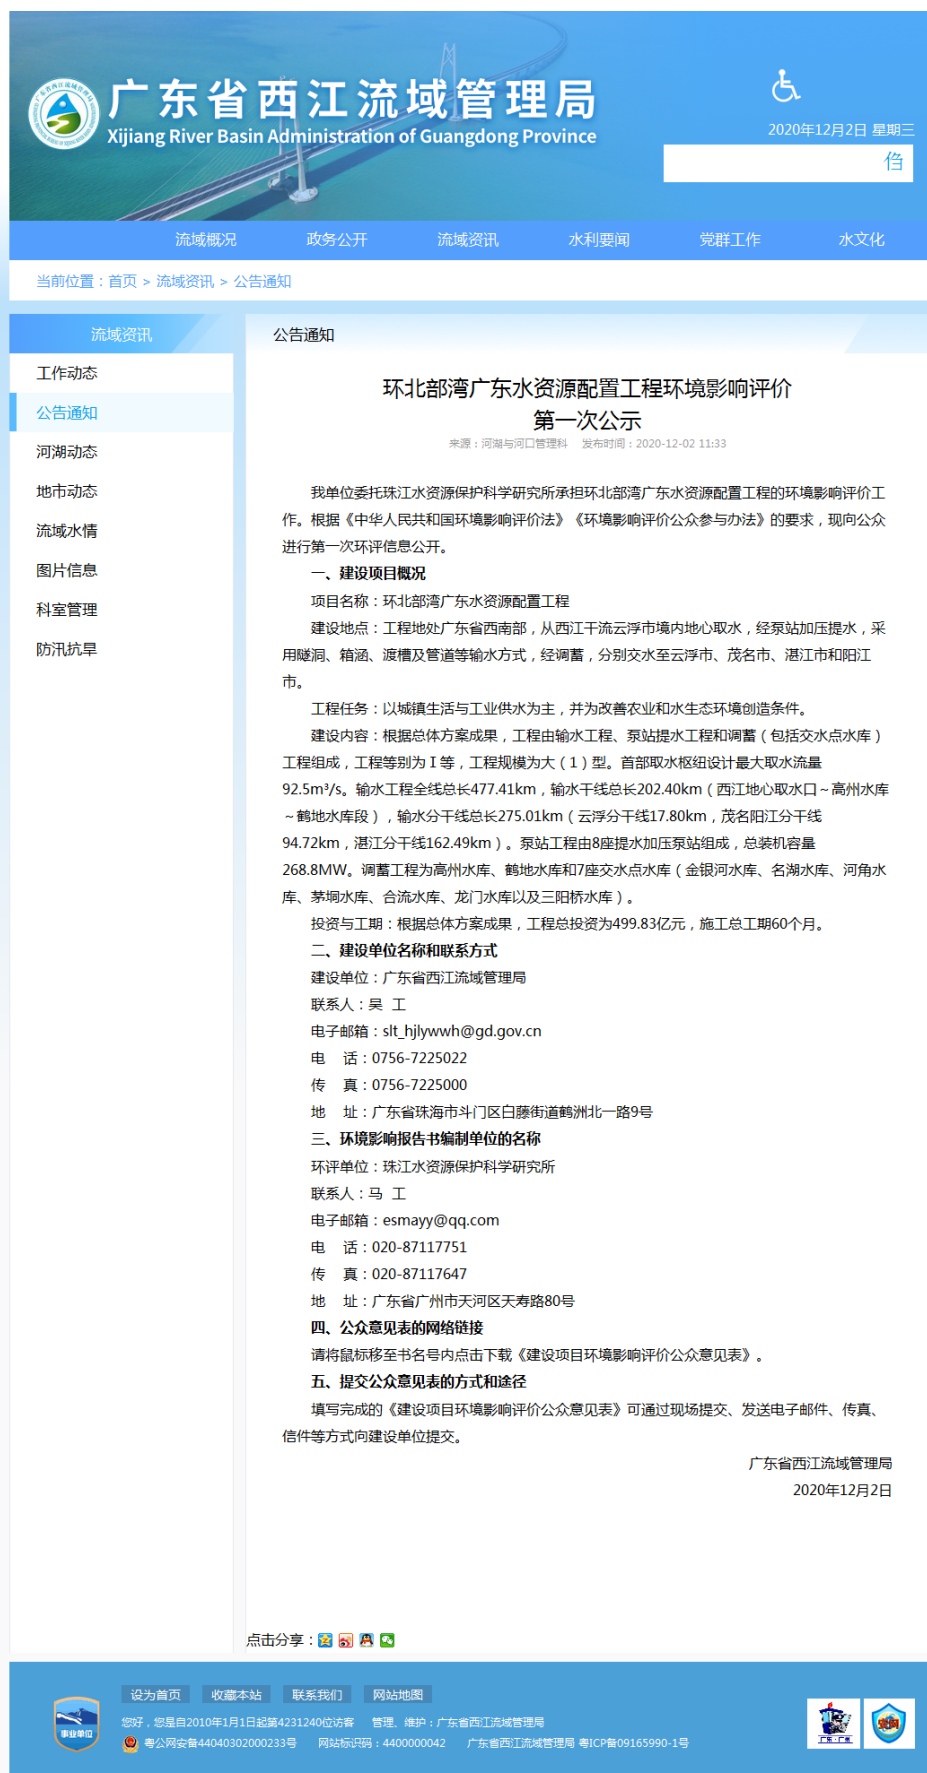 广东省西江流域管理局
Xijiang River Basin Administration of Guangdong Province
2020年12月2日 星期三
流域概况 政务公开 流域资讯 水利要闻 党群工作 水文化
当前位置：首页 > 流域资讯 > 公告通知
流域资讯
工作动态
公告通知
河湖动态
地市动态
流域水情
图片信息
科室管理
防汛抗旱
公告通知
环北部湾广东水资源配置工程环境影响评价
第一次公示
来源：河湖与河口管理科 发布时间：2020-12-02 11:33
我单位委托珠江水资源保护科学研究所承担环北部湾广东水资源配置工程的环境影响评价工
作。根据《中华人民共和国环境影响评价法》《环境影响评价公众参与办法》的要求，现向公众
进行第一次环评信息公开。
一、建设项目概况
项目名称：环北部湾广东水资源配置工程
建设地点：工程地处广东省西南部，从西江干流云浮市境内地心取水，经泵站加压提水，采
用隧洞、箱涵、渡槽及管道等输水方式，经调蓄，分别交水至云浮市、茂名市、湛江市和阳江
市。
工程任务：以城镇生活与工业供水为主，并为改善农业和水生态环境创造条件。
建设内容：根据总体方案成果，工程由输水工程、泵站提水工程和调蓄（包括交水点水库）
工程组成，工程等别为Ⅰ等，工程规模为大（1）型。首部取水枢纽设计最大取水流量
92.5m³/s。输水工程全线总长477.41km，输水干线总长202.40km（西江地心取水口～高州水库
～鹤地水库段），输水分干线总长275.01km（云浮分干线17.80km，茂名阳江分干线
94.72km，湛江分干线162.49km）。泵站工程由8座提水加压泵站组成，总装机容量
268.8MW。调蓄工程为高州水库、鹤地水库和7座交水点水库（金银河水库、名湖水库、河角水
库、茅垌水库、合流水库、龙门水库以及三阳桥水库）。
投资与工期：根据总体方案成果，工程总投资为499.83亿元，施工总工期60个月。
二、建设单位名称和联系方式
建设单位：广东省西江流域管理局
联系人：吴 工
电子邮箱：slt_hjlywwh@gd.gov.cn
电 话：0756-7225022
传 真：0756-7225000
地 址：广东省珠海市斗门区白藤街道鹤洲北一路9号
三、环境影响报告书编制单位的名称
环评单位：珠江水资源保护科学研究所
联系人：马 工
电子邮箱：esmayy@qq.com
电 话：020-87117751
传 真：020-87117647
地 址：广东省广州市天河区天寿路80号
四、公众意见表的网络链接
请将鼠标移至书名号内点击下载《建设项目环境影响评价公众意见表》。
五、提交公众意见表的方式和途径
填写完成的《建设项目环境影响评价公众意见表》可通过现场提交、发送电子邮件、传真、
信件等方式向建设单位提交。
广东省西江流域管理局
2020年12月2日
点击分享：
设为首页 收藏本站 联系我们 网站地图
您好，您是自2010年1月1日起第4231240位访客 管理、维护：广东省西江流域管理局
事业单位
粤公网安备44040302000233号 网站标识码：4400000042 广东省西江流域管理局 粤ICP备09165990-1号